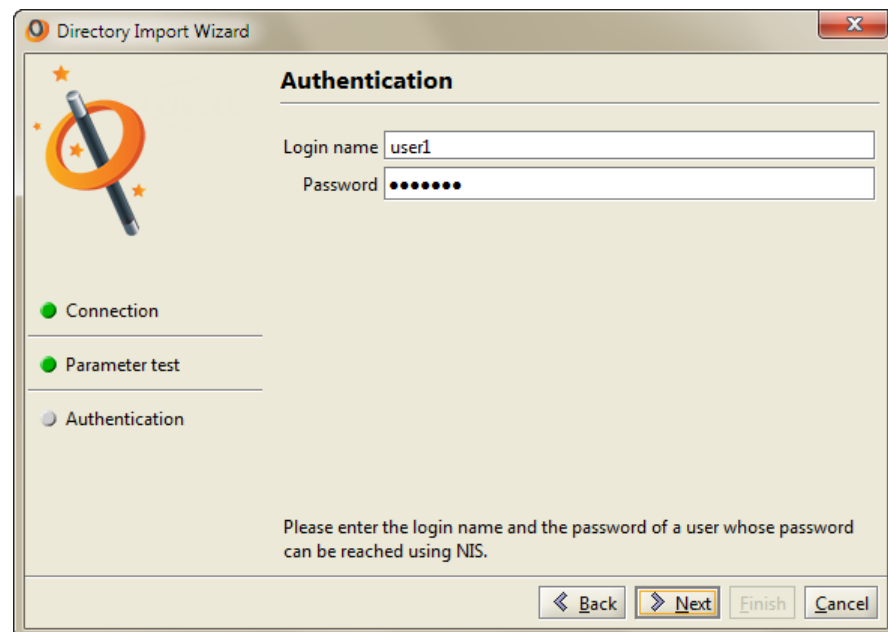 Directory Import Wizard
Authentication
Login name user1
Password •••••••
Connection
Parameter test
Authentication
Please enter the login name and the password of a user whose password
can be reached using NIS.
Back Next Finish Cancel